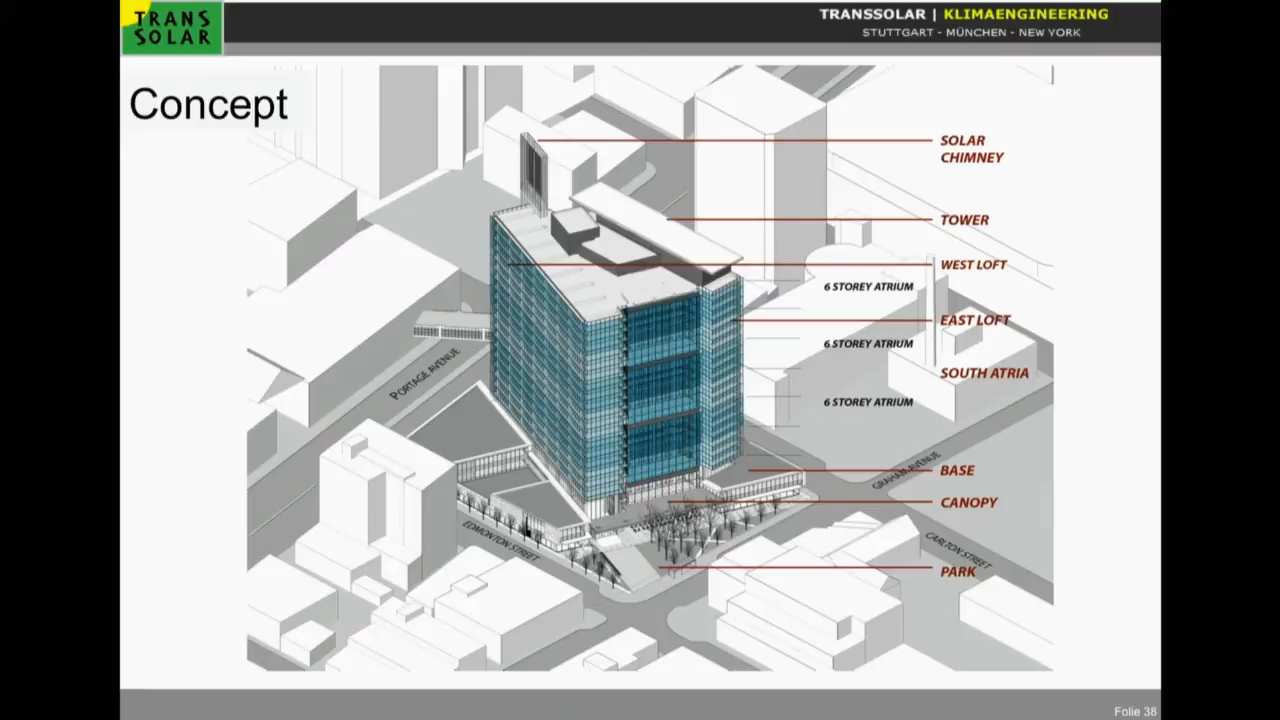 TRANS
SOLAR
TRANSSOLAR | KLIMAENGINEERING
STUTTGART - MÜNCHEN - NEW YORK
Concept
SOLAR
CHIMNEY
TOWER
WEST LOFT
6 STOREY ATRIUM
EAST LOFT
6 STOREY ATRIUM
SOUTH ATRIA
6 STOREY ATRIUM
PORTAGE AVENUE
BASE
GRAHAM AVENUE
CANOPY
EDMONTON STREET
CARLTON STREET
PARK
Folie 38